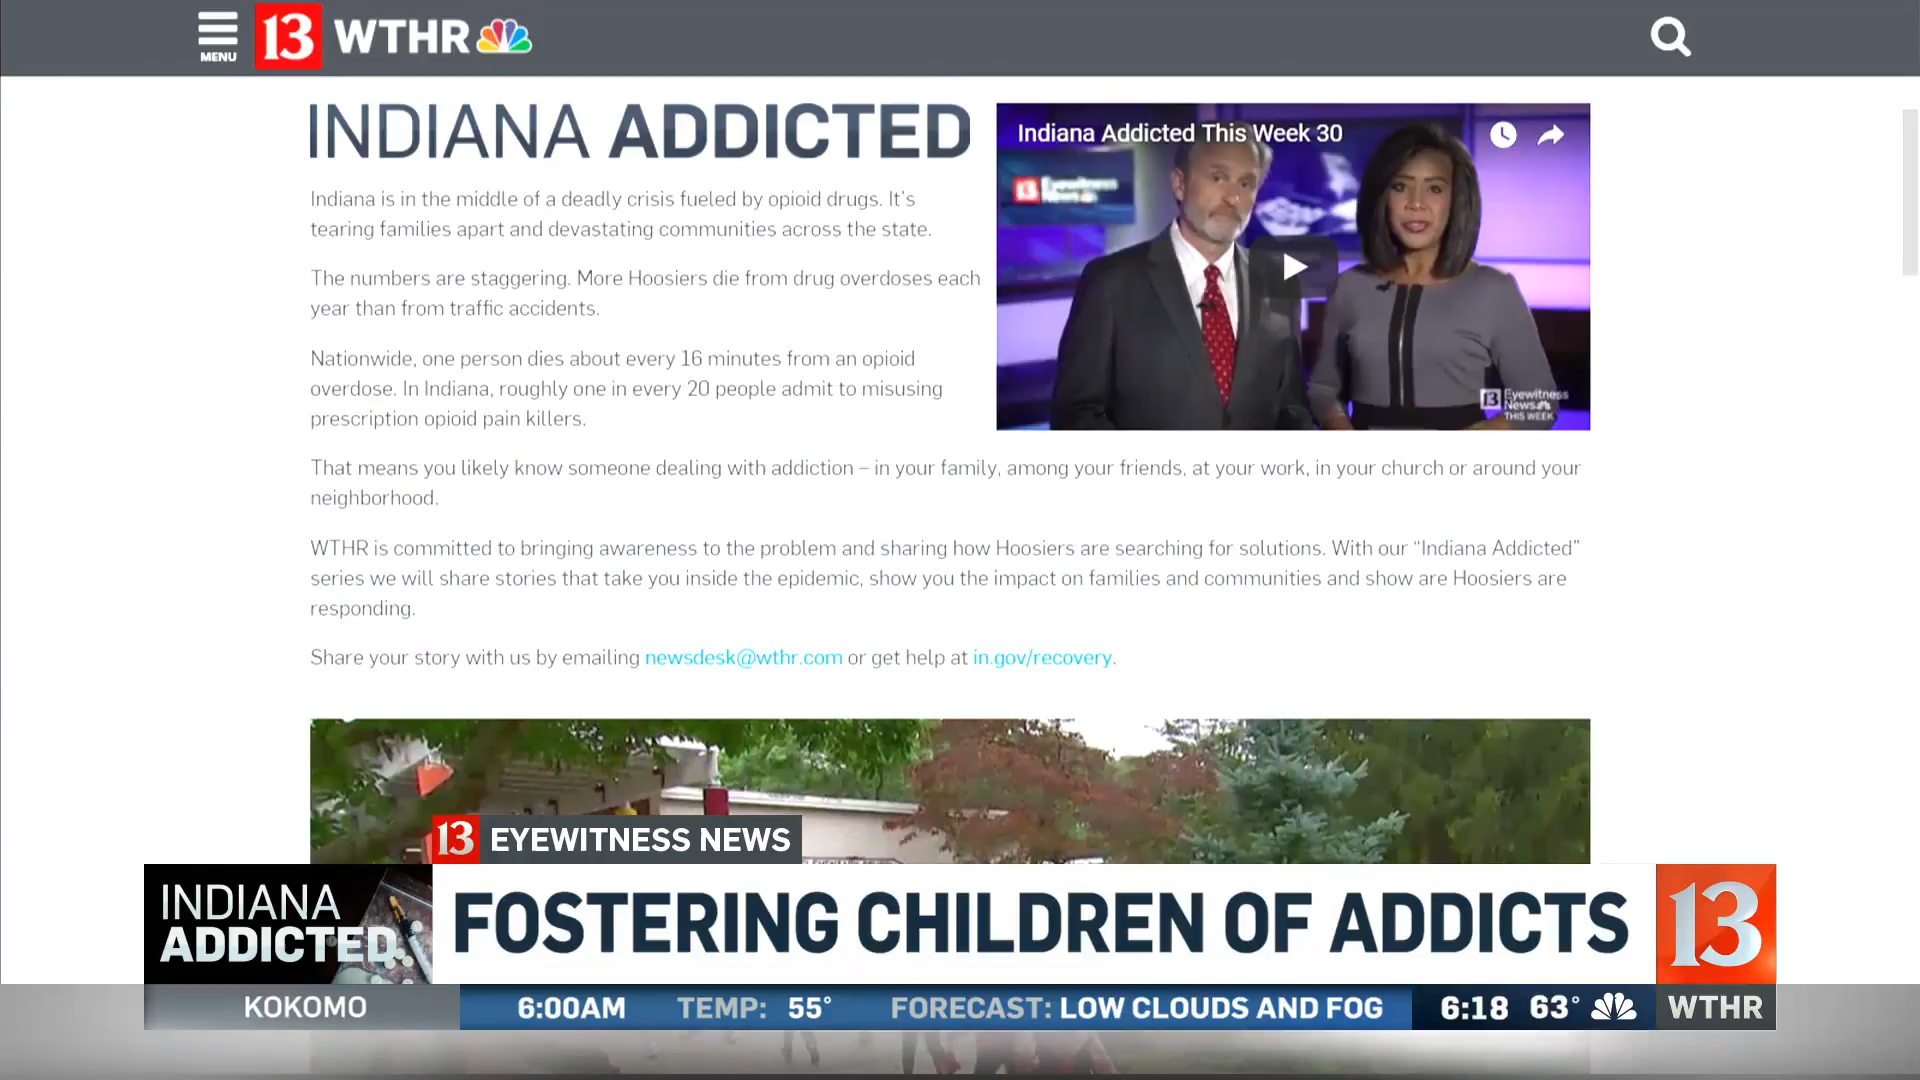 MENU
13 WTHR
INDIANA ADDICTED
Indiana is in the middle of a deadly crisis fueled by opioid drugs. It's
tearing families apart and devastating communities across the state.
The numbers are staggering. More Hoosiers die from drug overdoses each
year than from traffic accidents.
Nationwide, one person dies about every 16 minutes from an opioid
overdose. In Indiana, roughly one in every 20 people admit to misusing
prescription opioid pain killers.
Indiana Addicted This Week 30
13 Eyewitness
News
13 Eyewitness
News
THIS WEEK
That means you likely know someone dealing with addiction – in your family, among your friends, at your work, in your church or around your
neighborhood.
WTHR is committed to bringing awareness to the problem and sharing how Hoosiers are searching for solutions. With our “Indiana Addicted”
series we will share stories that take you inside the epidemic, show you the impact on families and communities and show are Hoosiers are
responding.
Share your story with us by emailing newsdesk@wthr.com or get help at in.gov/recovery.
13 EYEWITNESS NEWS
INDIANA
ADDICTED
FOSTERING CHILDREN OF ADDICTS
13
KOKOMO 6:00AM TEMP: 55° FORECAST: LOW CLOUDS AND FOG 6:18 63° WTHR